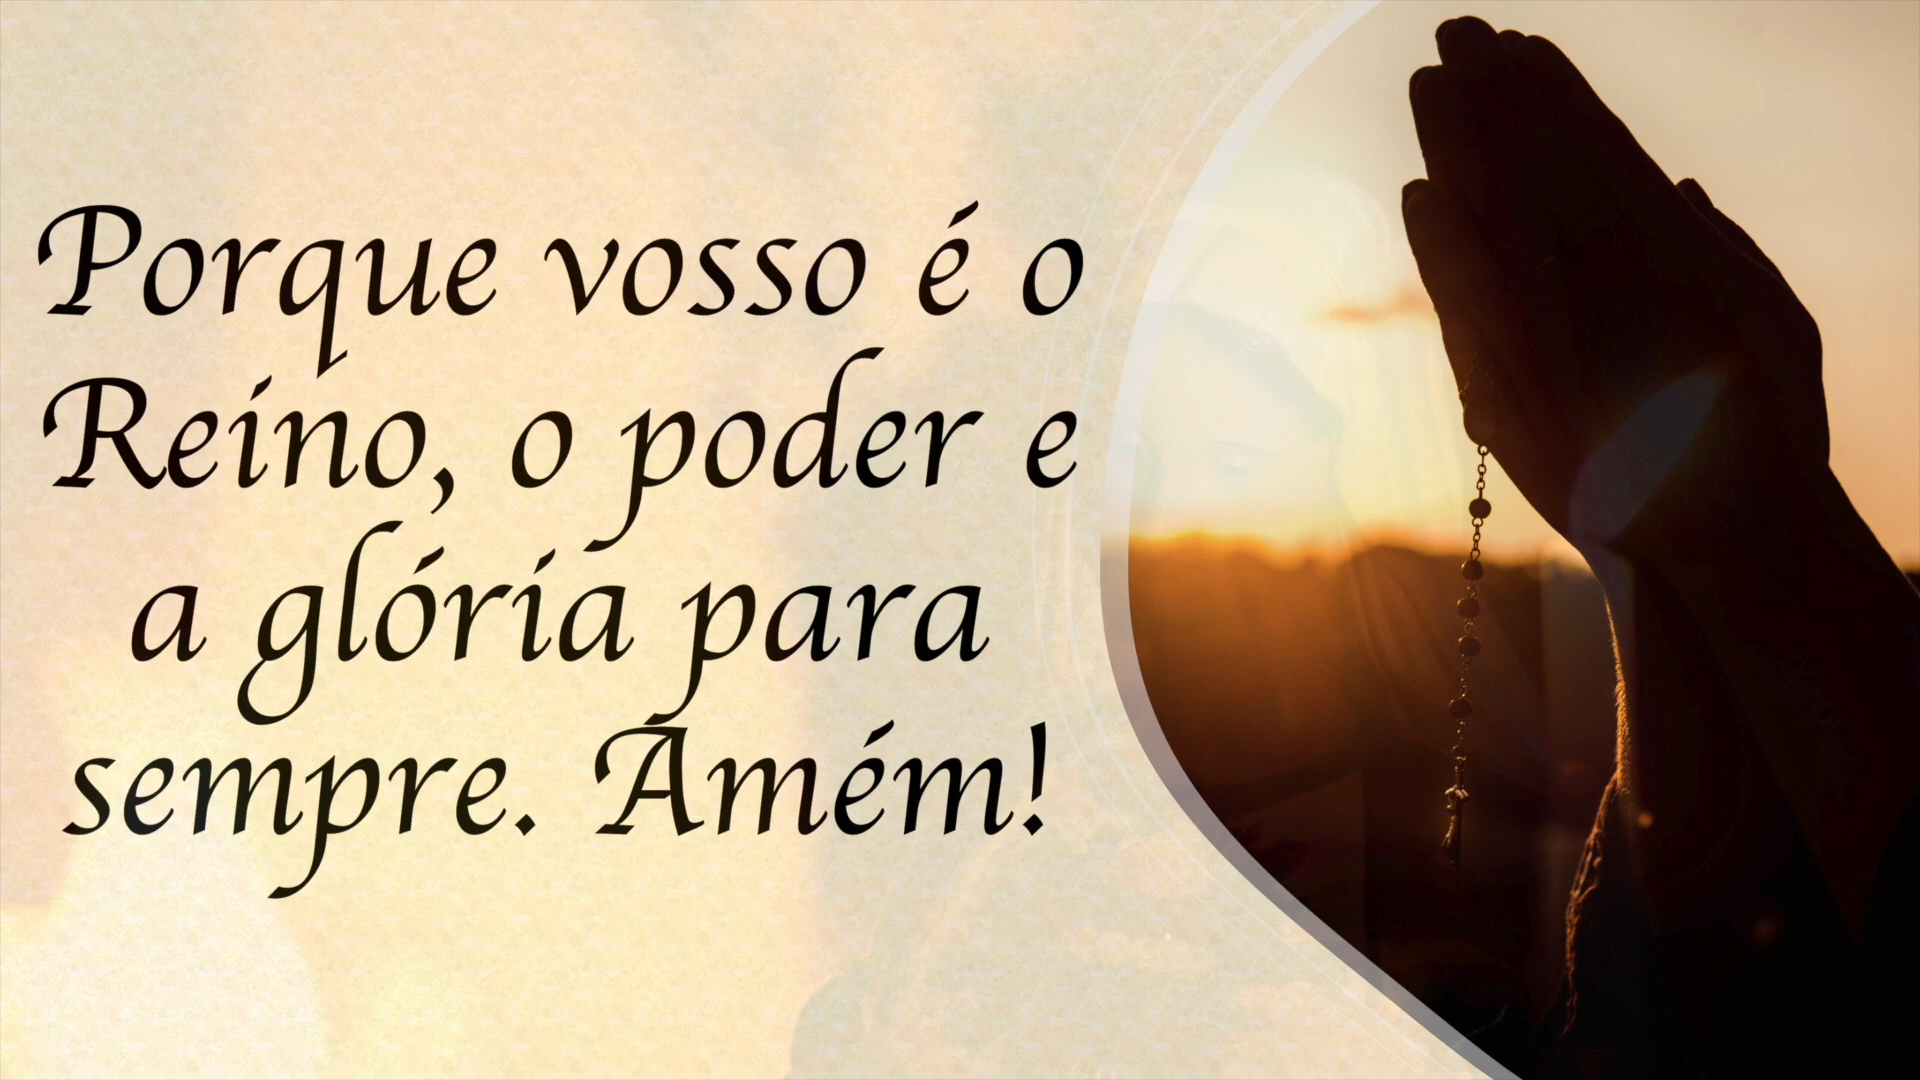 Porque vosso é o
Reino, o poder e
a glória para
sempre. Amém!